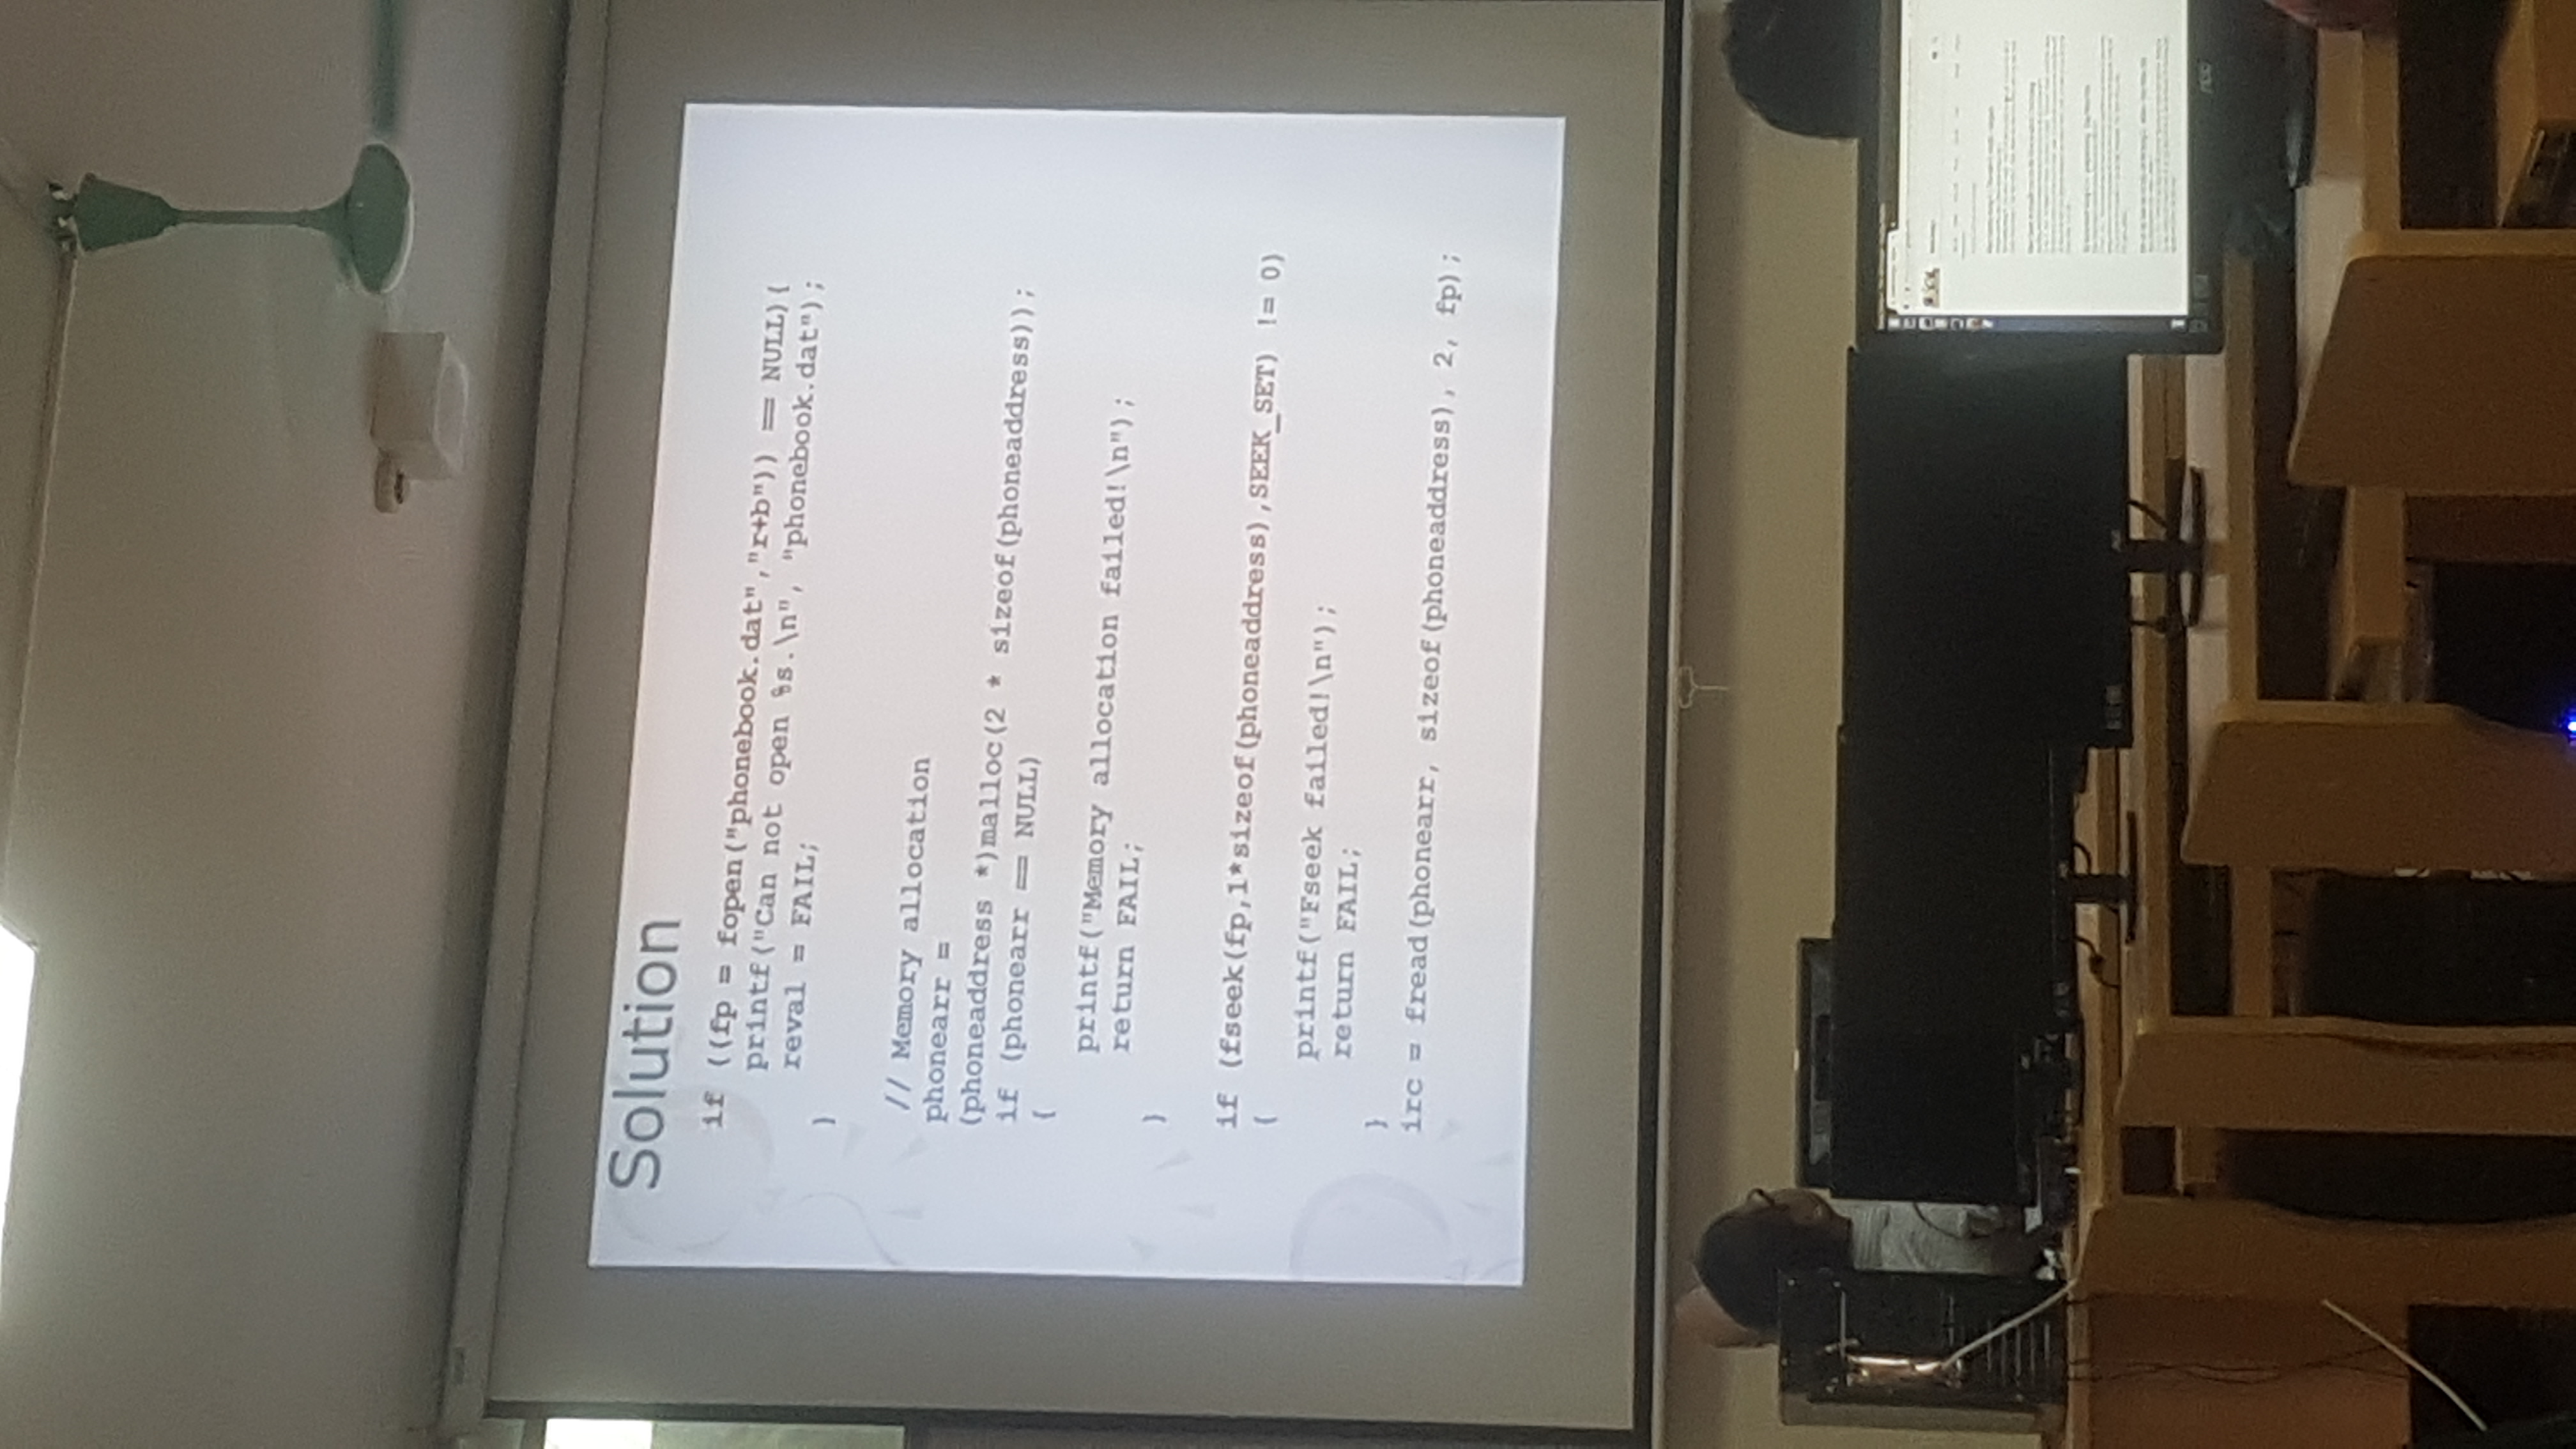 Solution
if ((fp = fopen("phonebook.dat","r+b")) == NULL){
printf("Can not open %s.\n", "phonebook.dat");
reval = FAIL;
}
// Memory allocation
phonearr =
(phoneaddress *)malloc(2 * sizeof(phoneaddress));
if (phonearr == NULL)
{
printf("Memory allocation failed!\n");
return FAIL;
}
if (fseek(fp,1*sizeof(phoneaddress),SEEK_SET) != 0)
{
printf("Fseek failed!\n");
return FAIL;
}
irc = fread(phonearr, sizeof(phoneaddress), 2, fp);
AOC